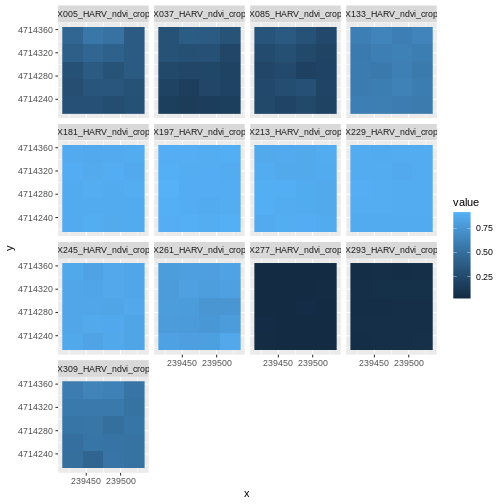 X005_HARV_ndvi_crop
X037_HARV_ndvi_crop
X085_HARV_ndvi_crop
X133_HARV_ndvi_crop
4714360
4714320
4714280
4714240
X181_HARV_ndvi_crop
X197_HARV_ndvi_crop
X213_HARV_ndvi_crop
X229_HARV_ndvi_crop
4714360
4714320
4714280
4714240
value
0.75
0.50
0.25
y
X245_HARV_ndvi_crop
X261_HARV_ndvi_crop
X277_HARV_ndvi_crop
X293_HARV_ndvi_crop
4714360
4714320
4714280
4714240
239450 239500
239450 239500
239450 239500
X309_HARV_ndvi_crop
4714360
4714320
4714280
4714240
239450 239500
x